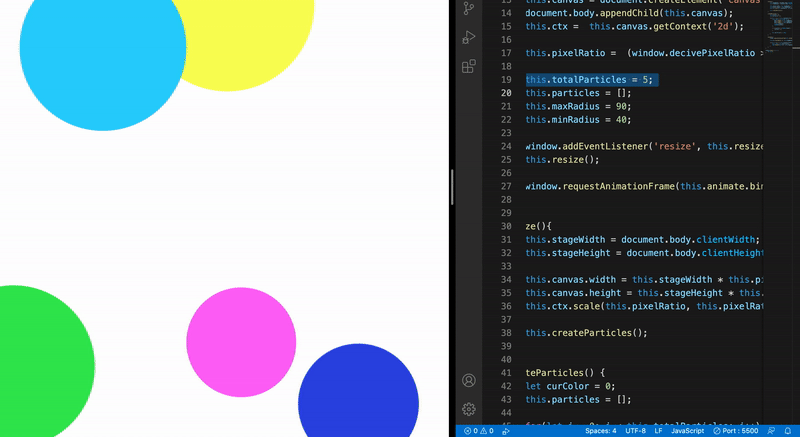 13 this.canvas = document.createElement('canvas
14 document.body.appendChild(this.canvas);
15 this.ctx =  this.canvas.getContext('2d');
16
17 this.pixelRatio =  (window.decivePixelRatio >
18
19 this.totalParticles = 5;
20 this.particles = [];
21 this.maxRadius = 90;
22 this.minRadius = 40;
23
24 window.addEventListener('resize', this.resize
25 this.resize();
26
27 window.requestAnimationFrame(this.animate.bin
28
29
30 ze(){
31 this.stageWidth = document.body.clientWidth;
32 this.stageHeight = document.body.clientHeight
33
34 this.canvas.width = this.stageWidth * this.pi
35 this.canvas.height = this.stageHeight * this.
36 this.ctx.scale(this.pixelRatio, this.pixelRat
37
38 this.createParticles();
39
40
41 teParticles() {
42 let curColor = 0;
43 this.particles = [];
44
0 0 Spaces: 4 UTF-8 LF JavaScript Port : 5500